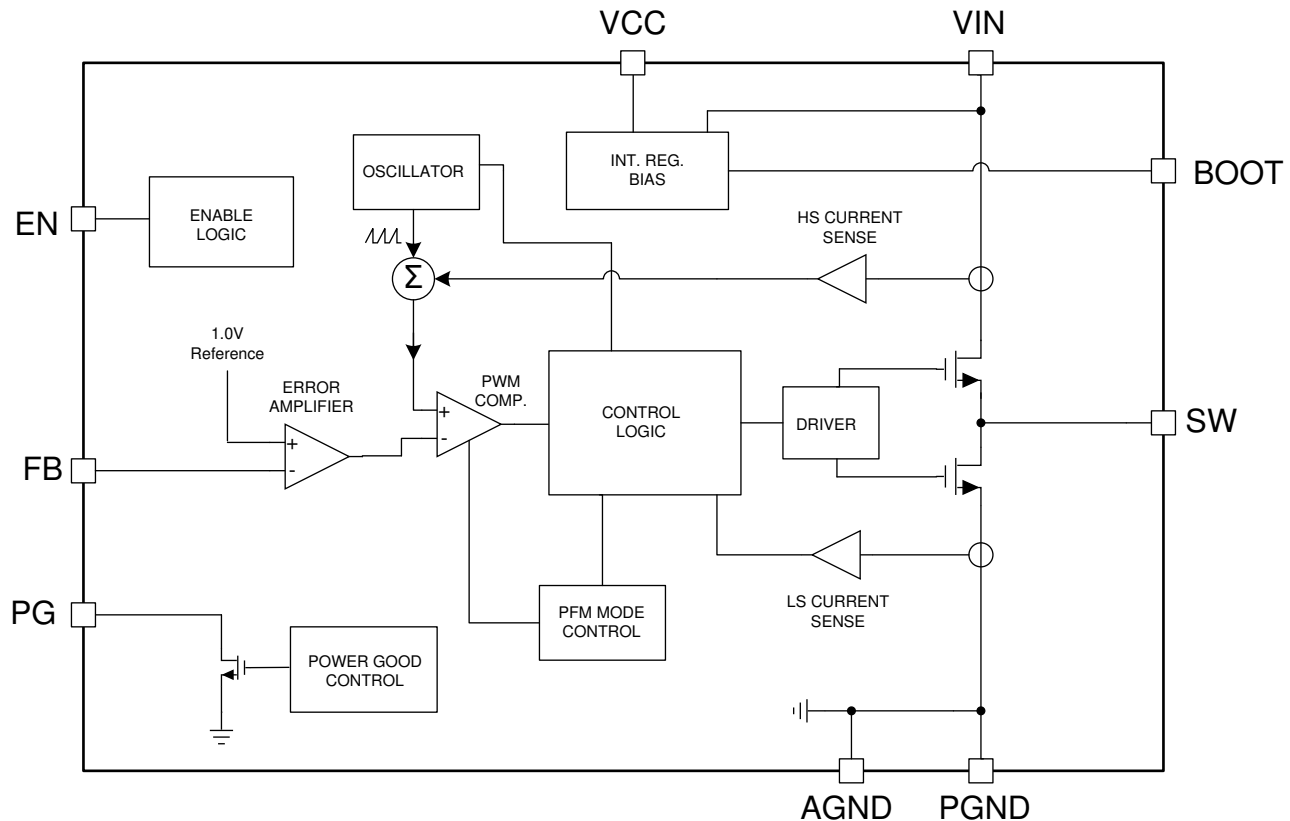 VCC
VIN
OSCILLATOR
INT. REG.
BIAS
BOOT
EN
ENABLE
LOGIC
HS CURRENT
SENSE
Σ
1.0V
Reference
ERROR
AMPLIFIER
PWM
COMP.
+
-
+
-
CONTROL
LOGIC
DRIVER
SW
FB
PG
PFM MODE
CONTROL
LS CURRENT
SENSE
POWER GOOD
CONTROL
AGND
PGND